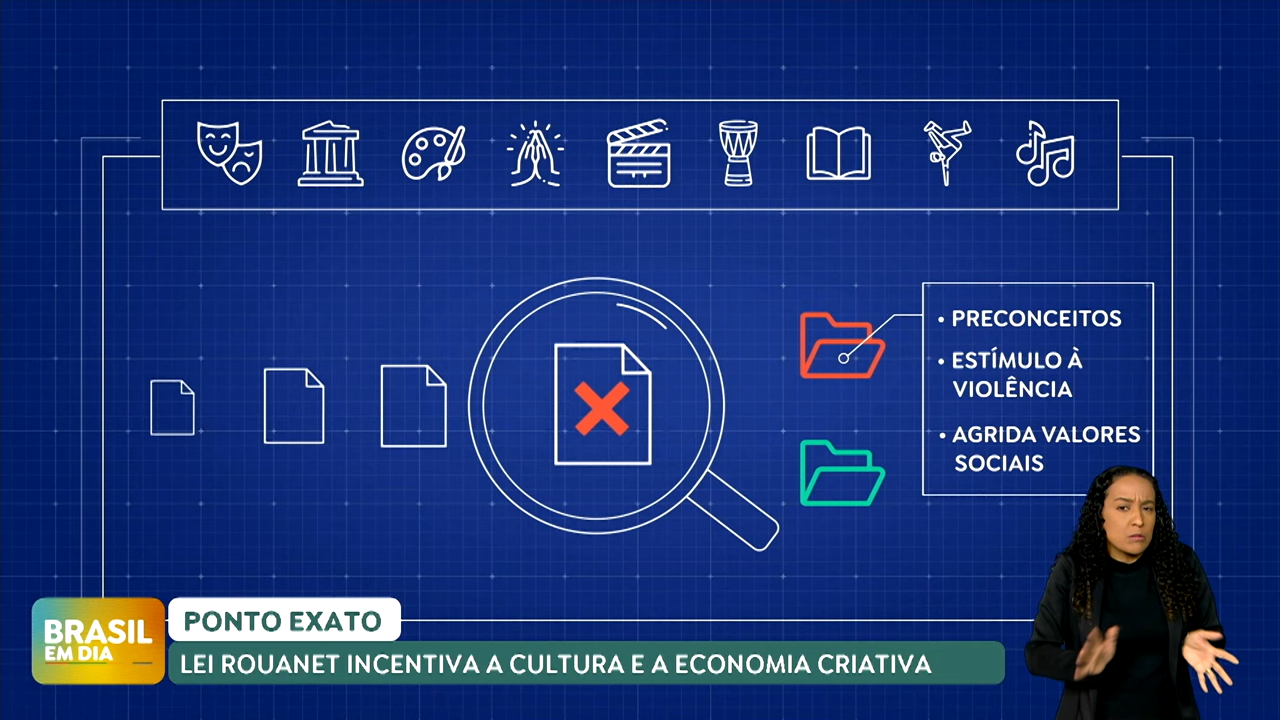 • PRECONCEITOS
• ESTÍMULO À
VIOLÊNCIA
• AGRIDA VALORES
SOCIAIS
BRASIL
EM DIA
PONTO EXATO
LEI ROUANET INCENTIVA A CULTURA E A ECONOMIA CRIATIVA